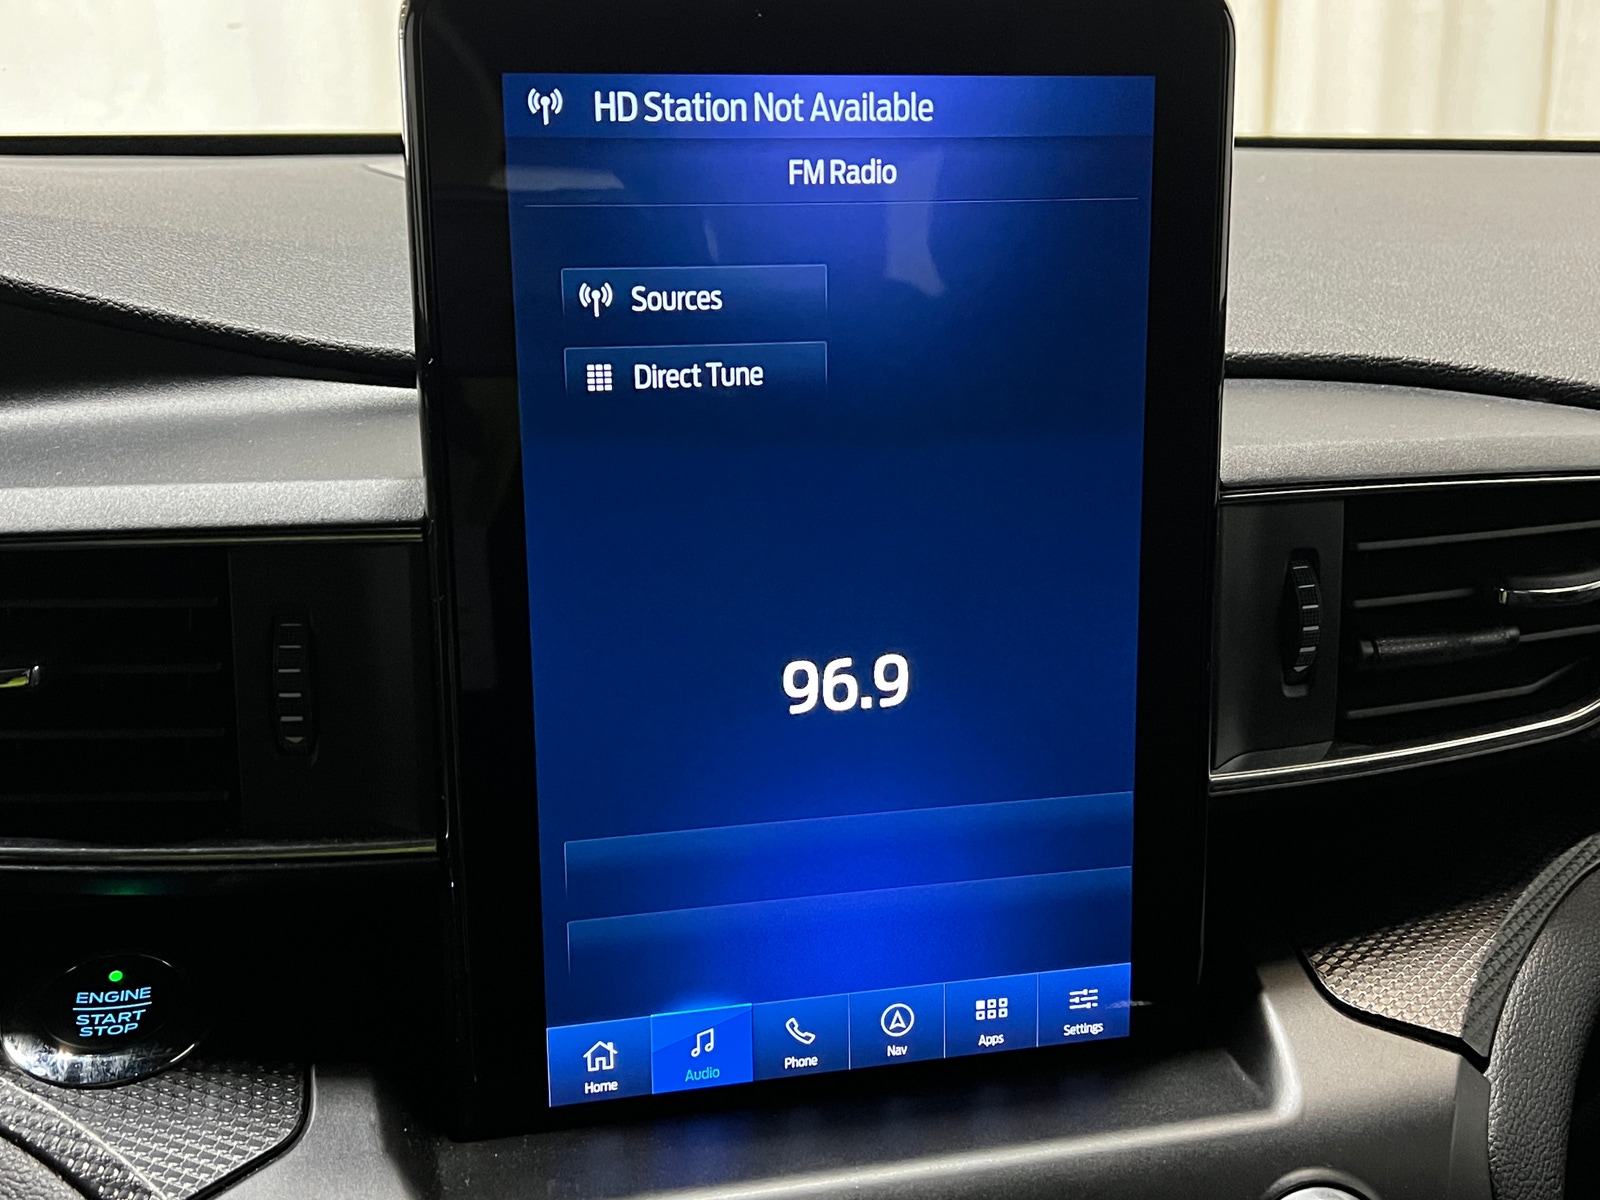 HD Station Not Available
FM Radio
Sources
Direct Tune
96.9
Home
Audio
Phone
Nav
Apps
Settings
ENGINE
START
STOP